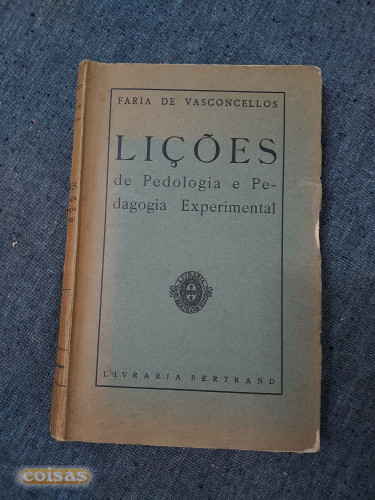 FARIA DE VASCONCELLOS
LIÇÕES
de Pedologia e Pe-
dagogia Experimental
LIVRARIA BERTRAND
coisas